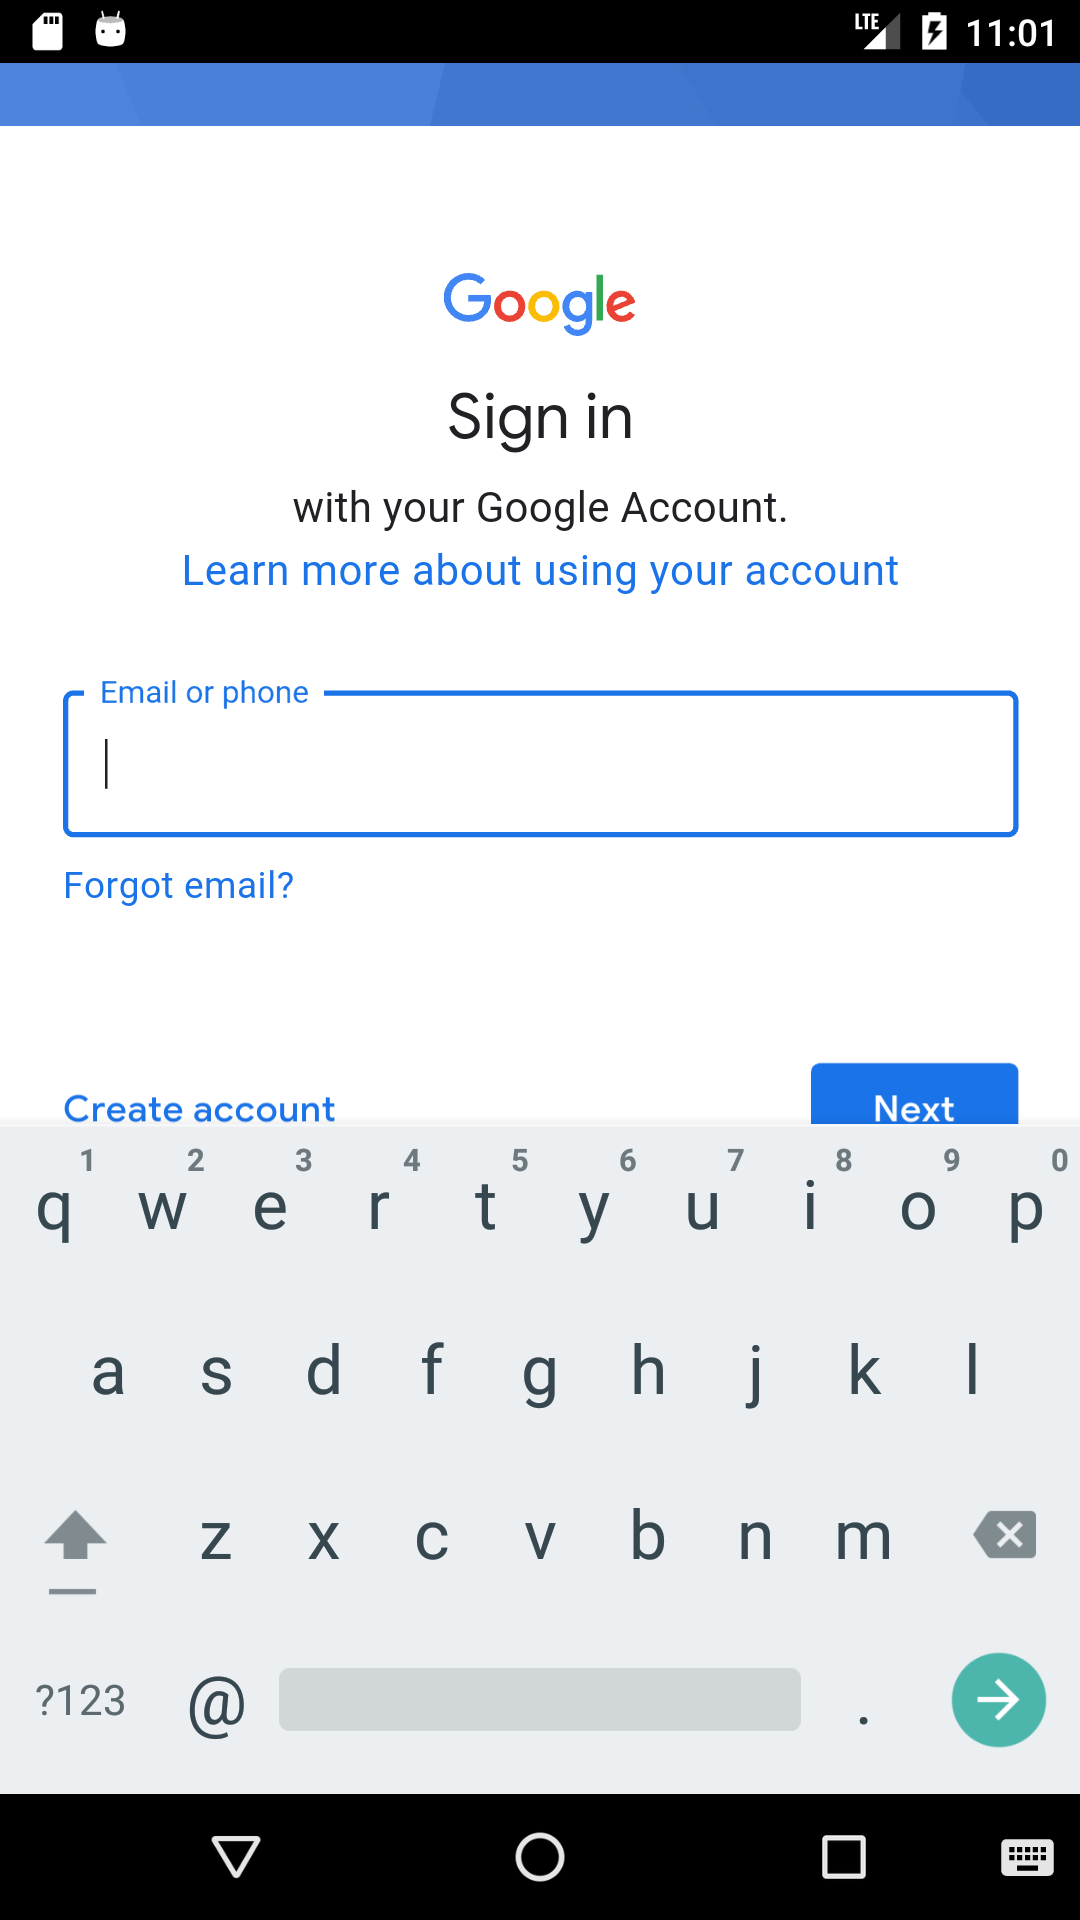 LTE 11:01
Google
Sign in
with your Google Account.
Learn more about using your account
Email or phone
Forgot email?
Create account Next
1 2 3 4 5 6 7 8 9 0
q w e r t y u i o p
a s d f g h j k l
z x c v b n m
?123 @ .